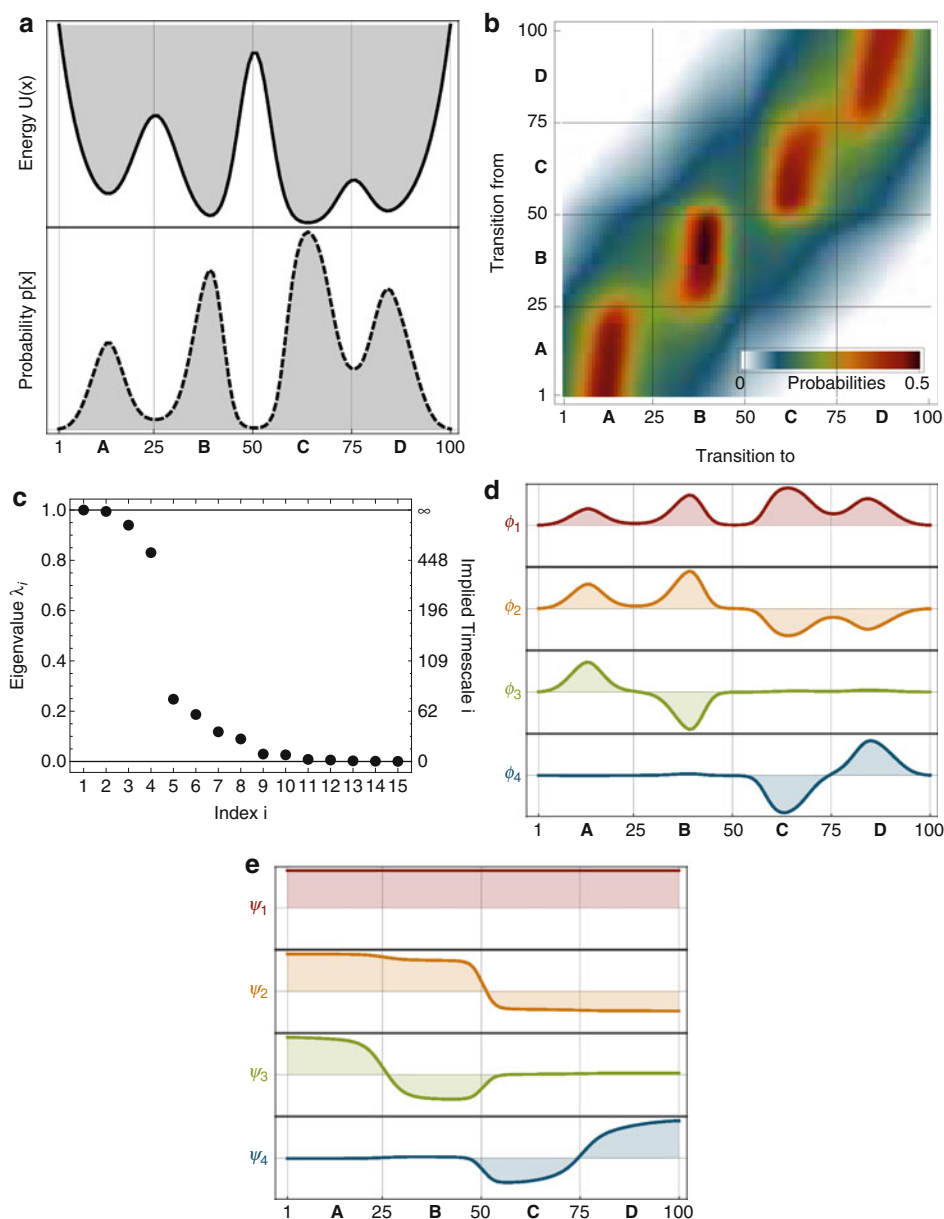 a
Energy U(x)
Probability p[x]
1 A 25 B 50 C 75 D 100
b
Transition from
100
D
75
C
50
B
25
A
1
0 Probabilities 0.5
1 A 25 B 50 C 75 D 100
Transition to
c
Eigenvalue λi
1.0
0.8
0.6
0.4
0.2
0.0
∞
448
196
109
62
0
Implied Timescale i
1 2 3 4 5 6 7 8 9 10 11 12 13 14 15
Index i
d
ϕ1
ϕ2
ϕ3
ϕ4
1 A 25 B 50 C 75 D 100
e
ψ1
ψ2
ψ3
ψ4
1 A 25 B 50 C 75 D 100